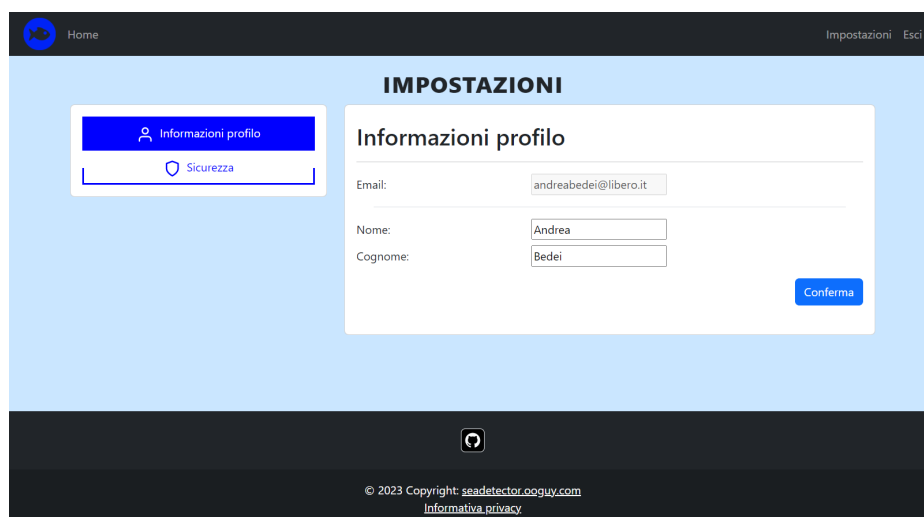 Home
Impostazioni Esci
IMPOSTAZIONI
Informazioni profilo
Sicurezza
Informazioni profilo
Email: andreabedei@libero.it
Nome: Andrea
Cognome: Bedei
Conferma
© 2023 Copyright: seadetector.ooguy.com
Informativa privacy